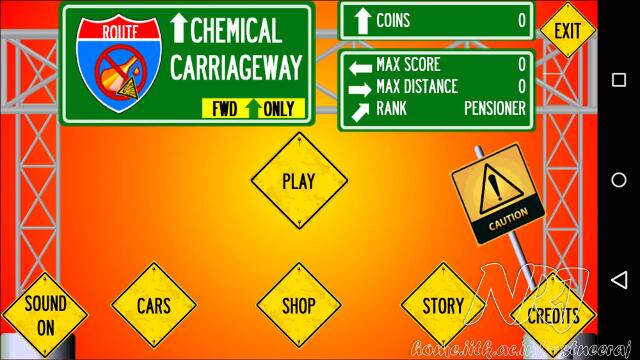 ROUTE
CHEMICAL
CARRIAGEWAY
FWD ONLY
COINS 0
MAX SCORE 0
MAX DISTANCE 0
RANK PENSIONER
EXIT
PLAY
CAUTION
SOUND
ON
CARS
SHOP
STORY
CREDITS